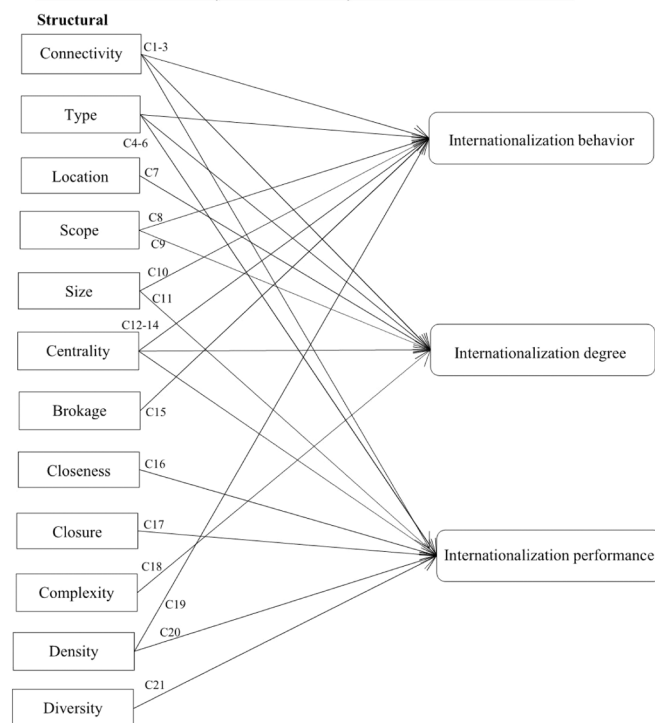 Structural
Connectivity
C1-3
Type
C4-6
Internationalization behavior
Location
C7
Scope
C8
C9
Size
C10
C11
Centrality
C12-14
Internationalization degree
Brokage
C15
Closeness
C16
Closure
C17
Internationalization performance
Complexity
C18
C19
Density
C20
Diversity
C21